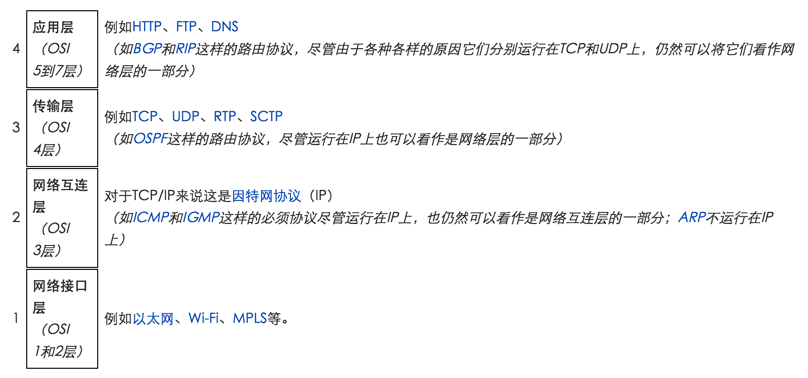 4
应用层
（OSI
5到7层）
例如HTTP、FTP、DNS
（如BGP和RIP这样的路由协议，尽管由于各种各样的原因它们分别运行在TCP和UDP上，仍然可以将它们看作网
络层的一部分）
3
传输层
（OSI
4层）
例如TCP、UDP、RTP、SCTP
（如OSPF这样的路由协议，尽管运行在IP上也可以看作是网络层的一部分）
2
网络互连
层
（OSI
3层）
对于TCP/IP来说这是因特网协议（IP）
（如ICMP和IGMP这样的必须协议尽管运行在IP上，也仍然可以看作是网络互连层的一部分；ARP不运行在IP
上）
1
网络接口
层
（OSI
1和2层）
例如以太网、Wi-Fi、MPLS等。